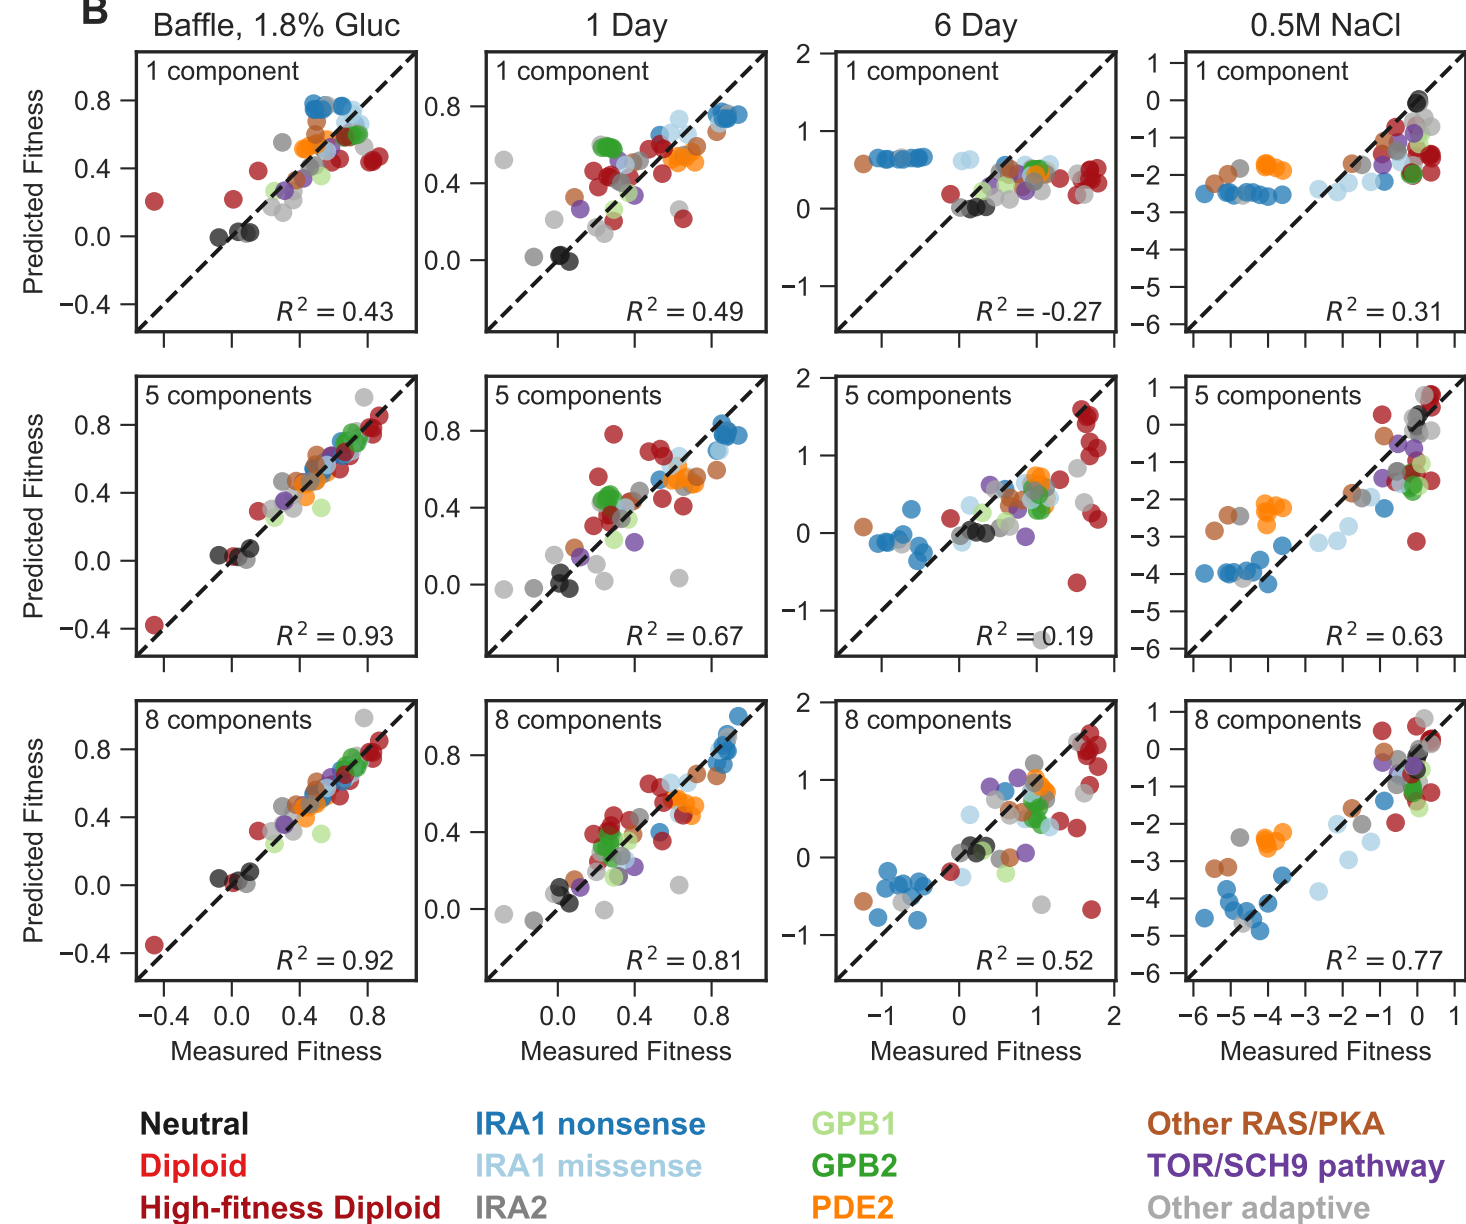 B
Baffle, 1.8% Gluc
1 Day
6 Day
0.5M NaCl
Predicted Fitness
0.8
0.4
0.0
−0.4
1 component
R² = 0.43
0.8
0.4
0.0
1 component
R² = 0.49
2
1
0
−1
1 component
R² = -0.27
1
0
−1
−2
−3
−4
−5
−6
1 component
R² = 0.31
Predicted Fitness
0.8
0.4
0.0
−0.4
5 components
R² = 0.93
0.8
0.4
0.0
5 components
R² = 0.67
2
1
0
−1
5 components
R² = 0.19
1
0
−1
−2
−3
−4
−5
−6
5 components
R² = 0.63
Predicted Fitness
0.8
0.4
0.0
−0.4
8 components
R² = 0.92
0.8
0.4
0.0
8 components
R² = 0.81
2
1
0
−1
8 components
R² = 0.52
1
0
−1
−2
−3
−4
−5
−6
8 components
R² = 0.77
−0.4 0.0 0.4 0.8
0.0 0.4 0.8
−1 0 1 2
−6 −5 −4 −3 −2 −1 0 1
Measured Fitness
Measured Fitness
Measured Fitness
Measured Fitness
Neutral
Diploid
High-fitness Diploid
IRA1 nonsense
IRA1 missense
IRA2
GPB1
GPB2
PDE2
Other RAS/PKA
TOR/SCH9 pathway
Other adaptive